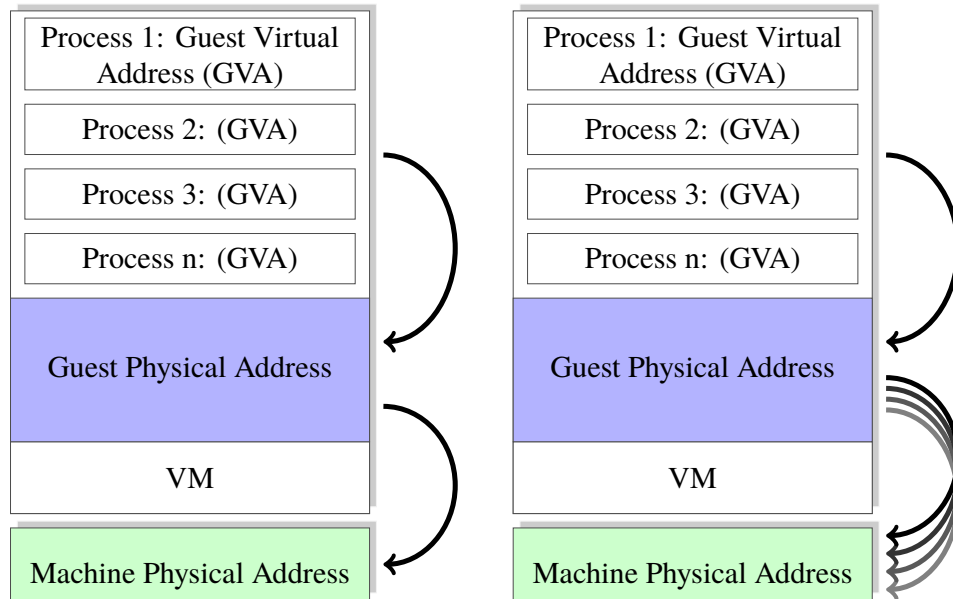 Process 1: Guest Virtual
Address (GVA)
Process 2: (GVA)
Process 3: (GVA)
Process n: (GVA)
Guest Physical Address
VM
Machine Physical Address
Process 1: Guest Virtual
Address (GVA)
Process 2: (GVA)
Process 3: (GVA)
Process n: (GVA)
Guest Physical Address
VM
Machine Physical Address